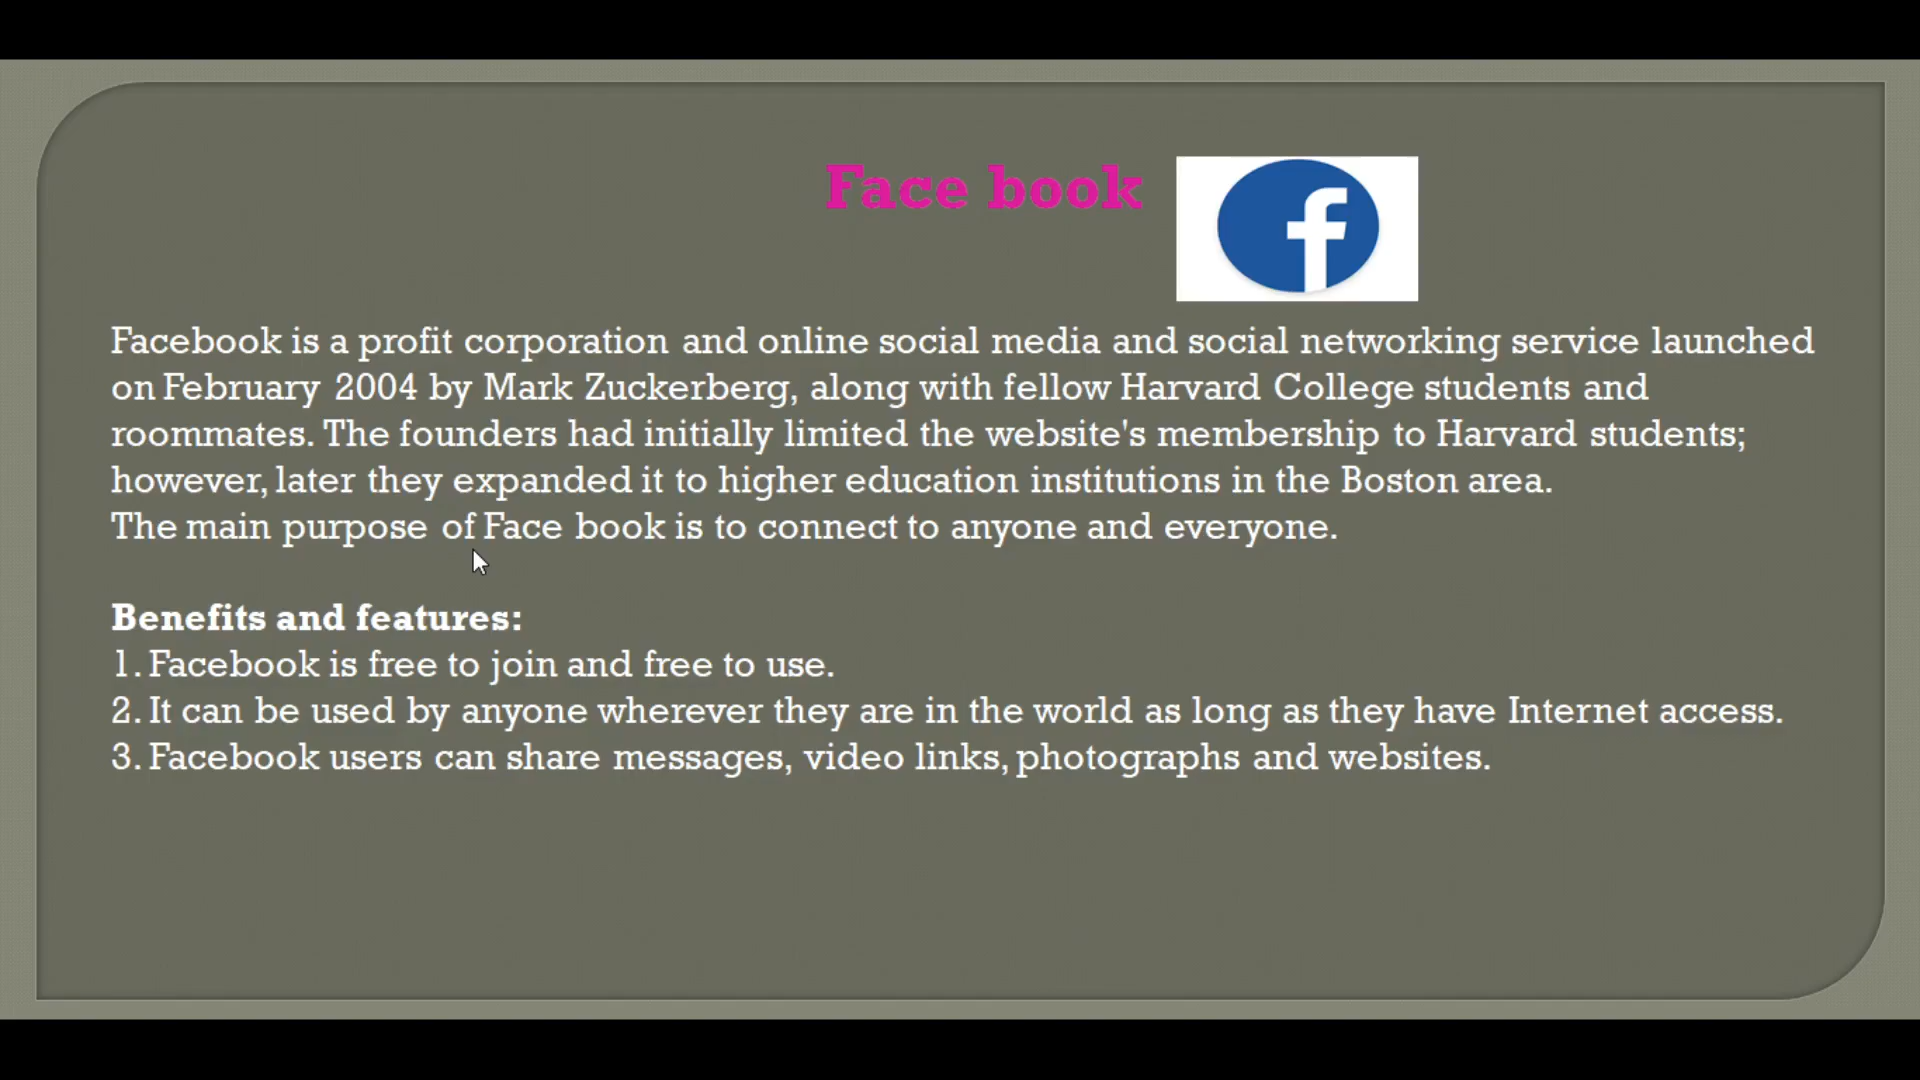 Face book
Facebook is a profit corporation and online social media and social networking service launched
on February 2004 by Mark Zuckerberg, along with fellow Harvard College students and
roommates. The founders had initially limited the website's membership to Harvard students;
however, later they expanded it to higher education institutions in the Boston area.
The main purpose of Face book is to connect to anyone and everyone.
Benefits and features:
1. Facebook is free to join and free to use.
2. It can be used by anyone wherever they are in the world as long as they have Internet access.
3. Facebook users can share messages, video links, photographs and websites.